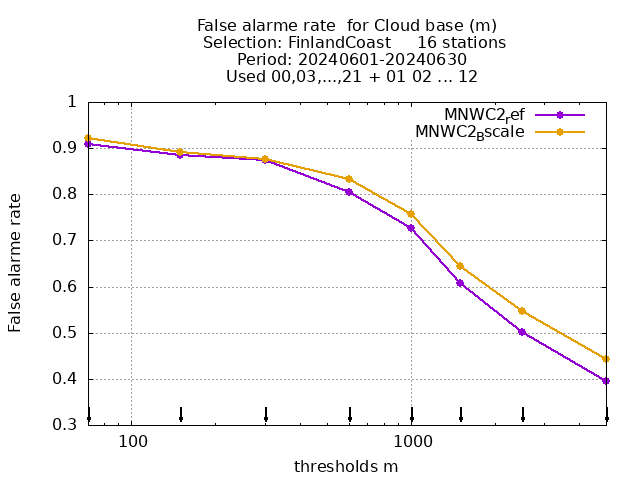 False alarme rate  for Cloud base (m)
Selection: FinlandCoast     16 stations
Period: 20240601-20240630
Used 00,03,...,21 + 01 02 ... 12
MNWC2ref
MNWC2Bscale
1
0.9
0.8
0.7
0.6
0.5
0.4
0.3
False alarme rate
100 1000
thresholds m